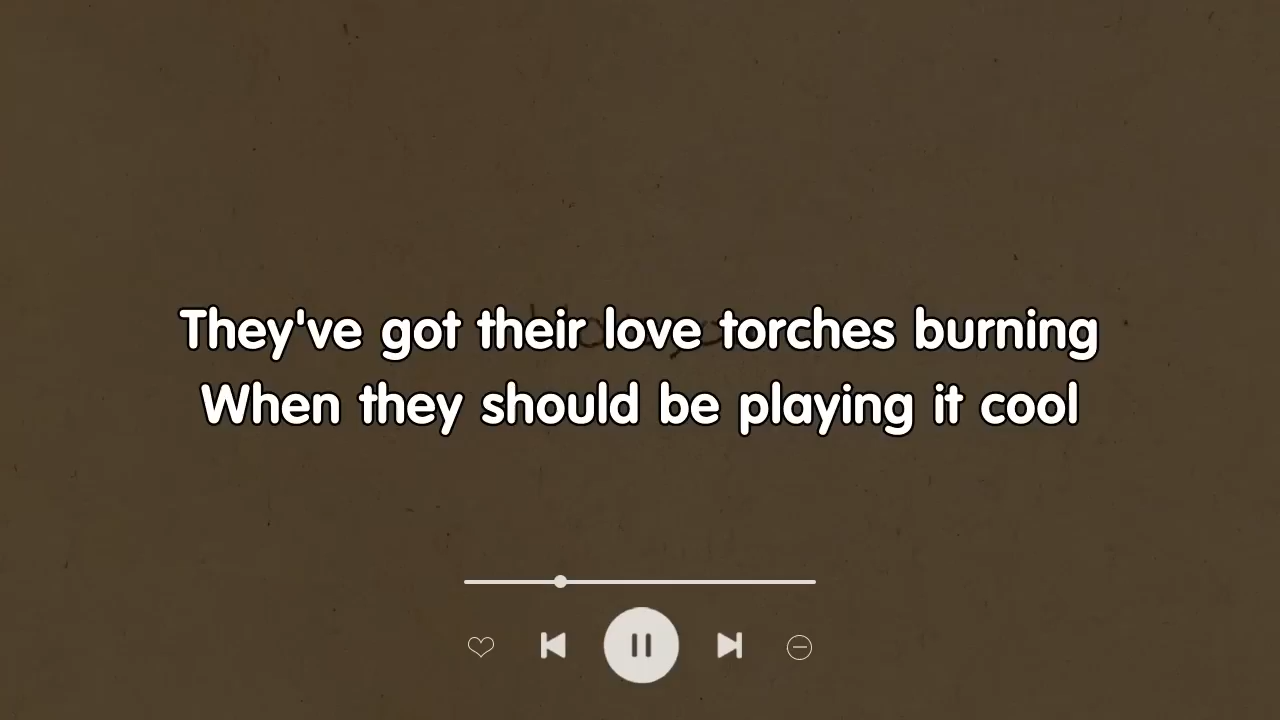 They've got their love torches burning
When they should be playing it cool